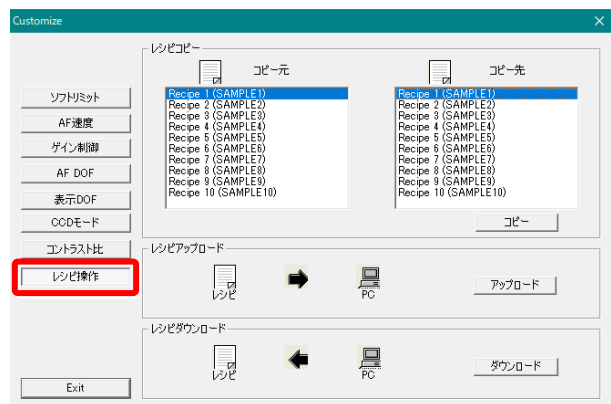 Customize
ソフトリミット
AF速度
ゲイン制御
AF DOF
表示DOF
CCDモード
コントラスト比
レシピ操作
Exit
レシピコピー
コピー元
Recipe 1 (SAMPLE1)
Recipe 2 (SAMPLE2)
Recipe 3 (SAMPLE3)
Recipe 4 (SAMPLE4)
Recipe 5 (SAMPLE5)
Recipe 6 (SAMPLE6)
Recipe 7 (SAMPLE7)
Recipe 8 (SAMPLE8)
Recipe 9 (SAMPLE9)
Recipe 10 (SAMPLE10)
コピー先
Recipe 1 (SAMPLE1)
Recipe 2 (SAMPLE2)
Recipe 3 (SAMPLE3)
Recipe 4 (SAMPLE4)
Recipe 5 (SAMPLE5)
Recipe 6 (SAMPLE6)
Recipe 7 (SAMPLE7)
Recipe 8 (SAMPLE8)
Recipe 9 (SAMPLE9)
Recipe 10 (SAMPLE10)
コピー
レシピアップロード
レシピ
PC
アップロード
レシピダウンロード
レシピ
PC
ダウンロード